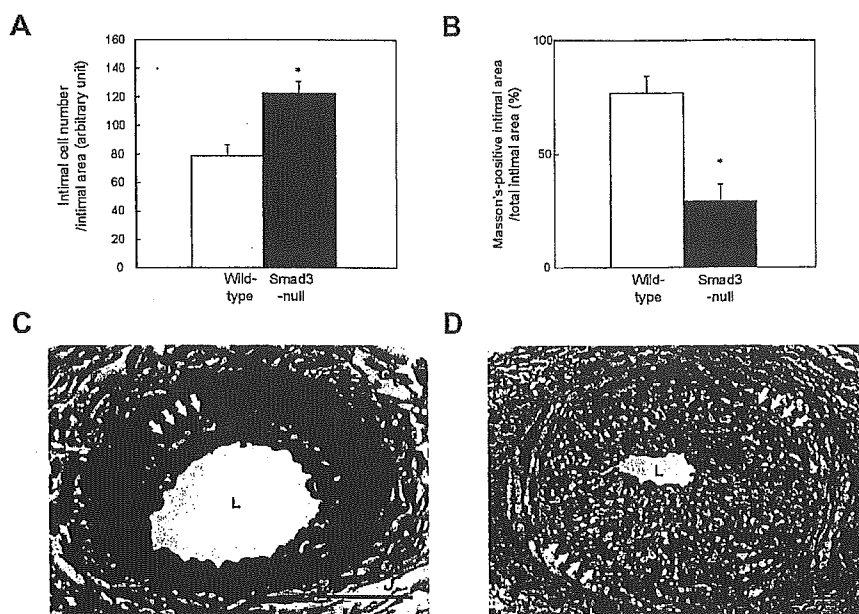 A
Intimal cell number
/intimal area (arbitrary unit)
160
140
120
100
80
60
40
20
0
*
Wild-
type
Smad3
-null
B
Masson's-positive intimal area
/total intimal area (%)
100
50
0
*
Wild-
type
Smad3
-null
C
L
D
L